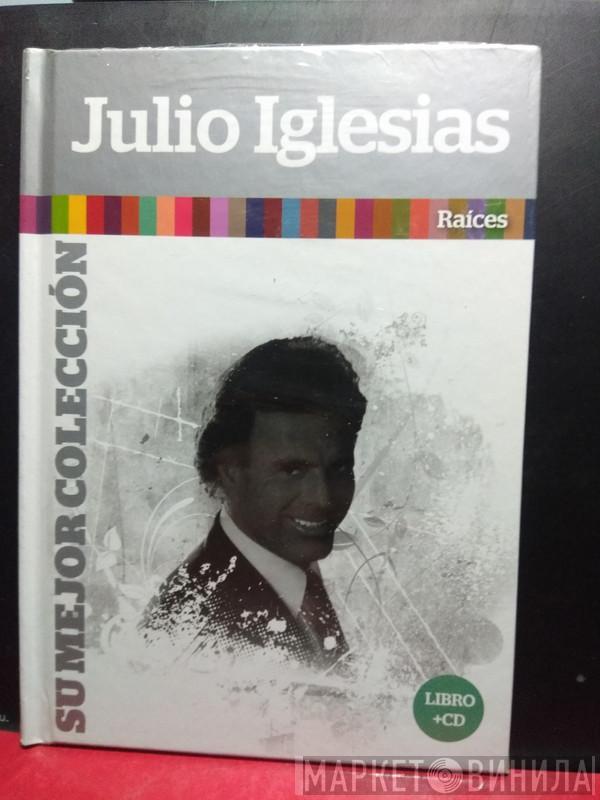 Julio Iglesias
Raíces
SU MEJOR COLECCIÓN
LIBRO
+CD
u.
МАРКЕТ ВИНИЛА